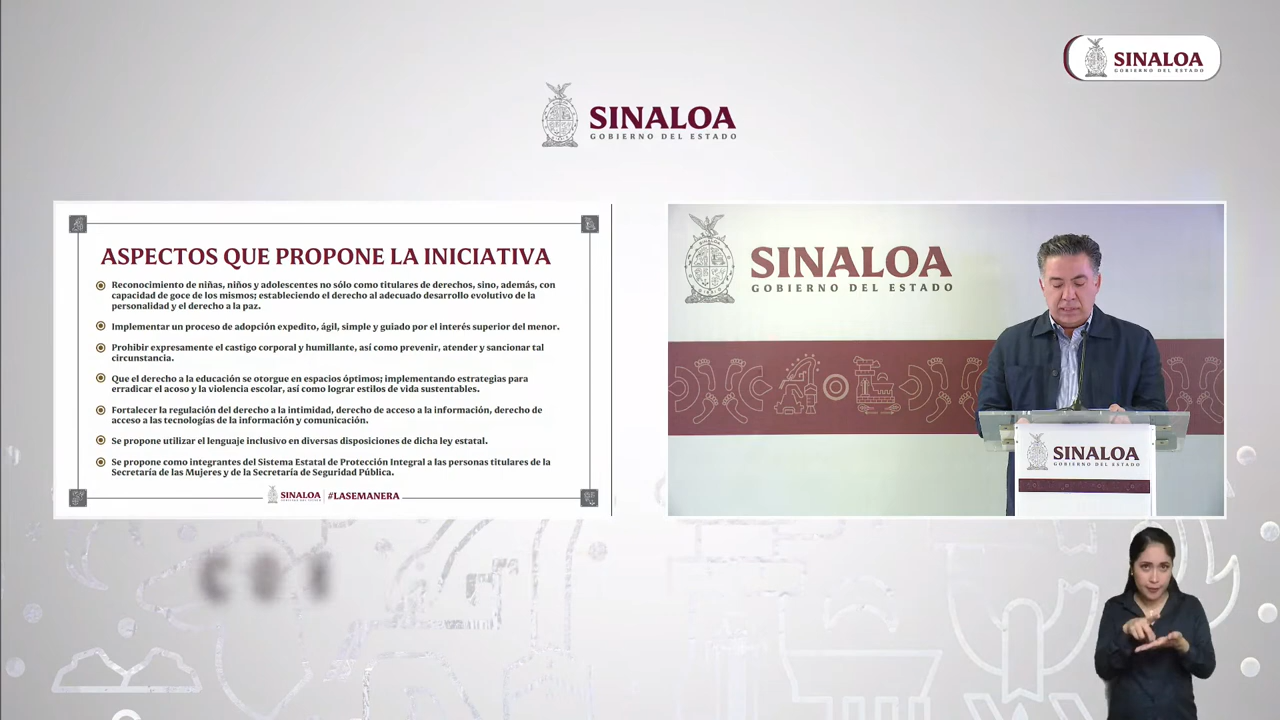 SINALOA
GOBIERNO DEL ESTADO
SINALOA
GOBIERNO DEL ESTADO
ASPECTOS QUE PROPONE LA INICIATIVA
Reconocimiento de niñas, niños y adolescentes no sólo como titulares de derechos, sino, además, con
capacidad de goce de los mismos; estableciendo el derecho al adecuado desarrollo evolutivo de la
personalidad y el derecho a la paz.
Implementar un proceso de adopción expedito, ágil, simple y guiado por el interés superior del menor.
Prohibir expresamente el castigo corporal y humillante, así como prevenir, atender y sancionar tal
circunstancia.
Que el derecho a la educación se otorgue en espacios óptimos; implementando estrategias para
erradicar el acoso y la violencia escolar, así como lograr estilos de vida sustentables.
Fortalecer la regulación del derecho a la intimidad, derecho de acceso a la información, derecho de
acceso a las tecnologías de la información y comunicación.
Se propone utilizar el lenguaje inclusivo en diversas disposiciones de dicha ley estatal.
Se propone como integrantes del Sistema Estatal de Protección Integral a las personas titulares de la
Secretaría de las Mujeres y de la Secretaría de Seguridad Pública.
SINALOA #LASEMANERA
SINALOA
GOBIERNO DEL ESTADO
SINALOA
GOBIERNO DEL ESTADO